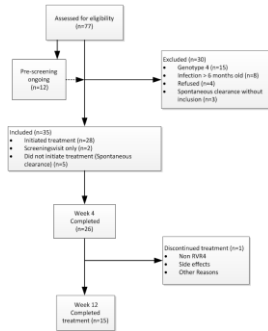 Assessed for eligibility
(n=77)
Pre-screening
ongoing
(n=12)
Excluded (n=30)
• Genotype 4 (n=15)
• Infection > 6 months-old (n=8)
• Refused (n=4)
• Spontaneous clearance without
inclusion (n=3)
Included (n=35)
• Initiated treatment (n=28)
• Screeningsvisit only (n=2)
• Did not initiate treatment (Spontaneous
clearance) (n=5)
Week 4
Completed
(n=26)
Discontinued treatment (n=1)
• Non RVR4
• Side effects
• Other Reasons
Week 12
Completed
treatment (n=15)